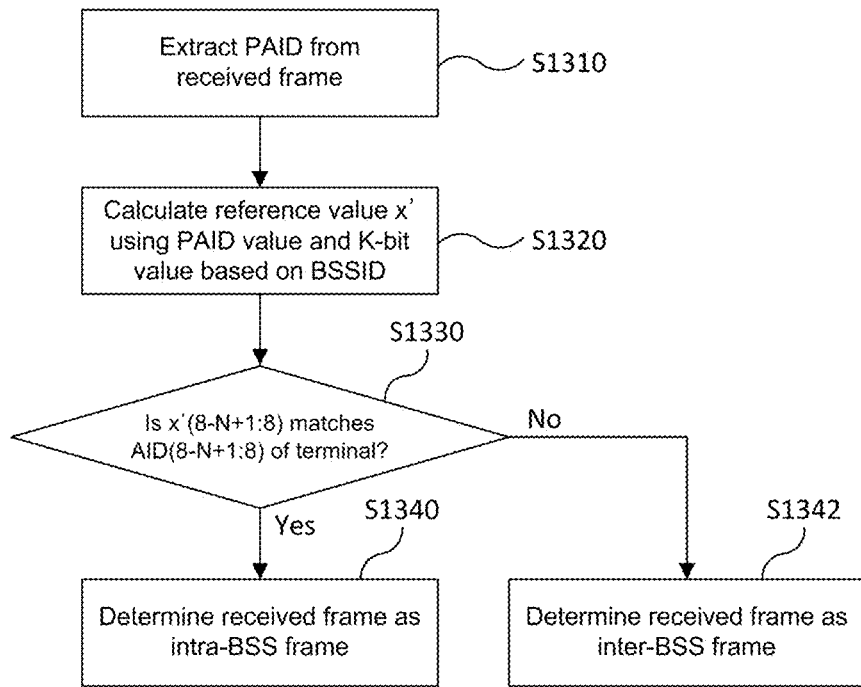 Extract PAID from
received frame
S1310
Calculate reference value x'
using PAID value and K-bit
value based on BSSID
S1320
S1330
Is x'(8-N+1:8) matches
AID(8-N+1:8) of terminal?
No
Yes
S1340
S1342
Determine received frame as
intra-BSS frame
Determine received frame as
inter-BSS frame